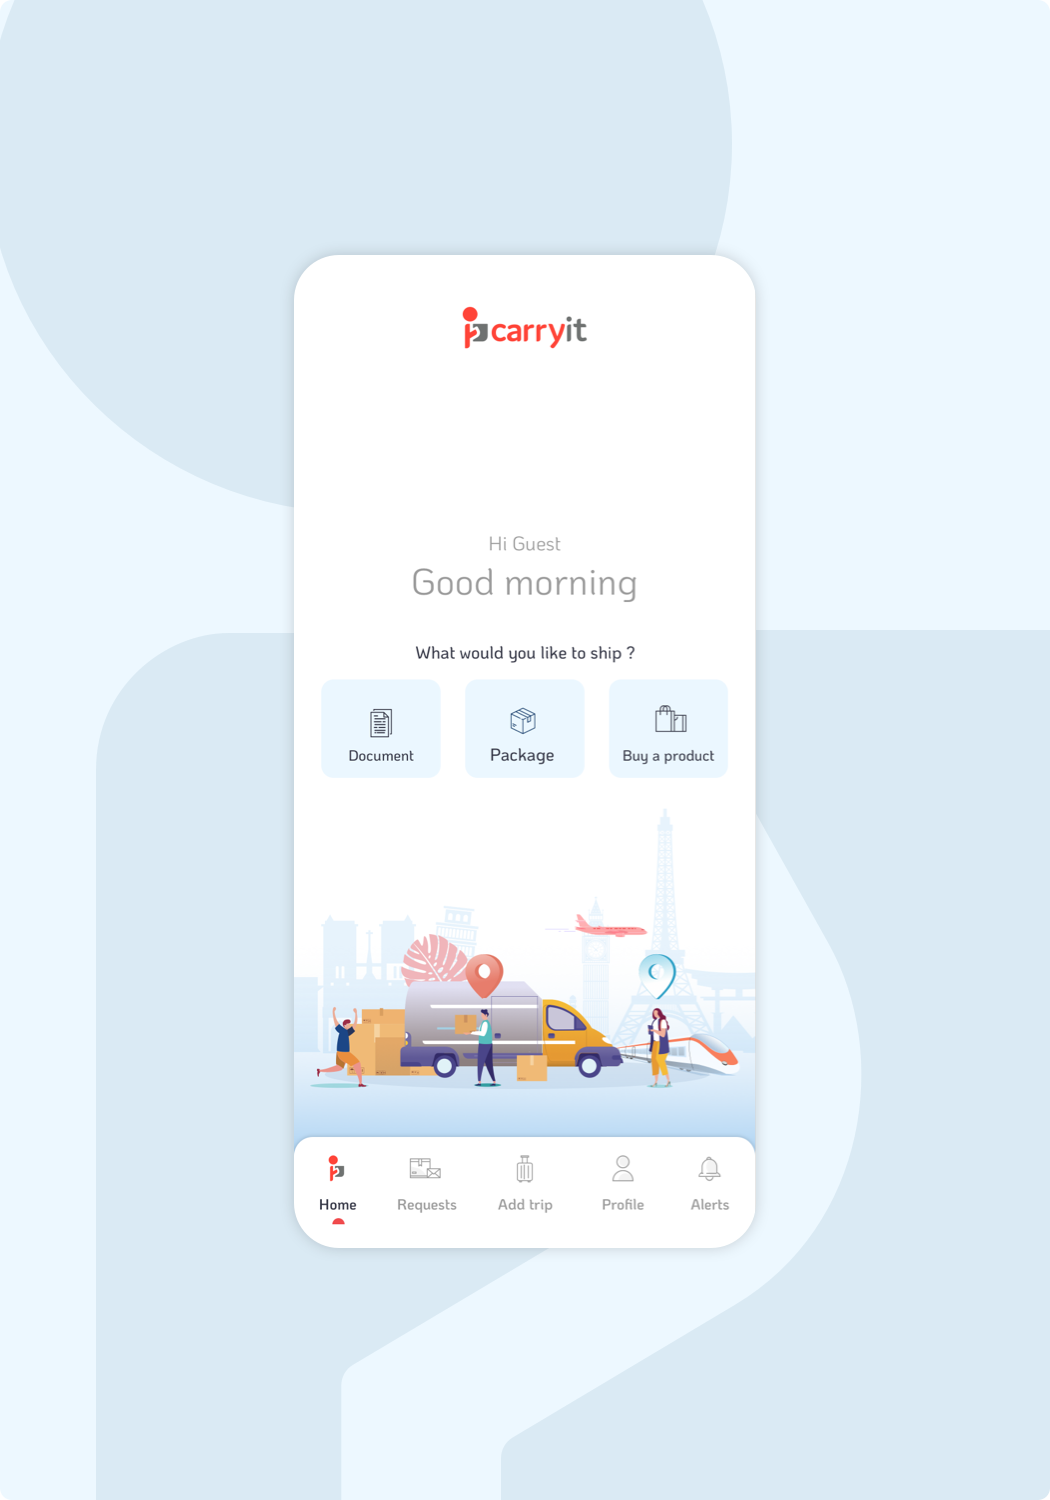 carryit
Hi Guest
Good morning
What would you like to ship ?
Document Package Buy a product
Home Requests Add trip Profile Alerts